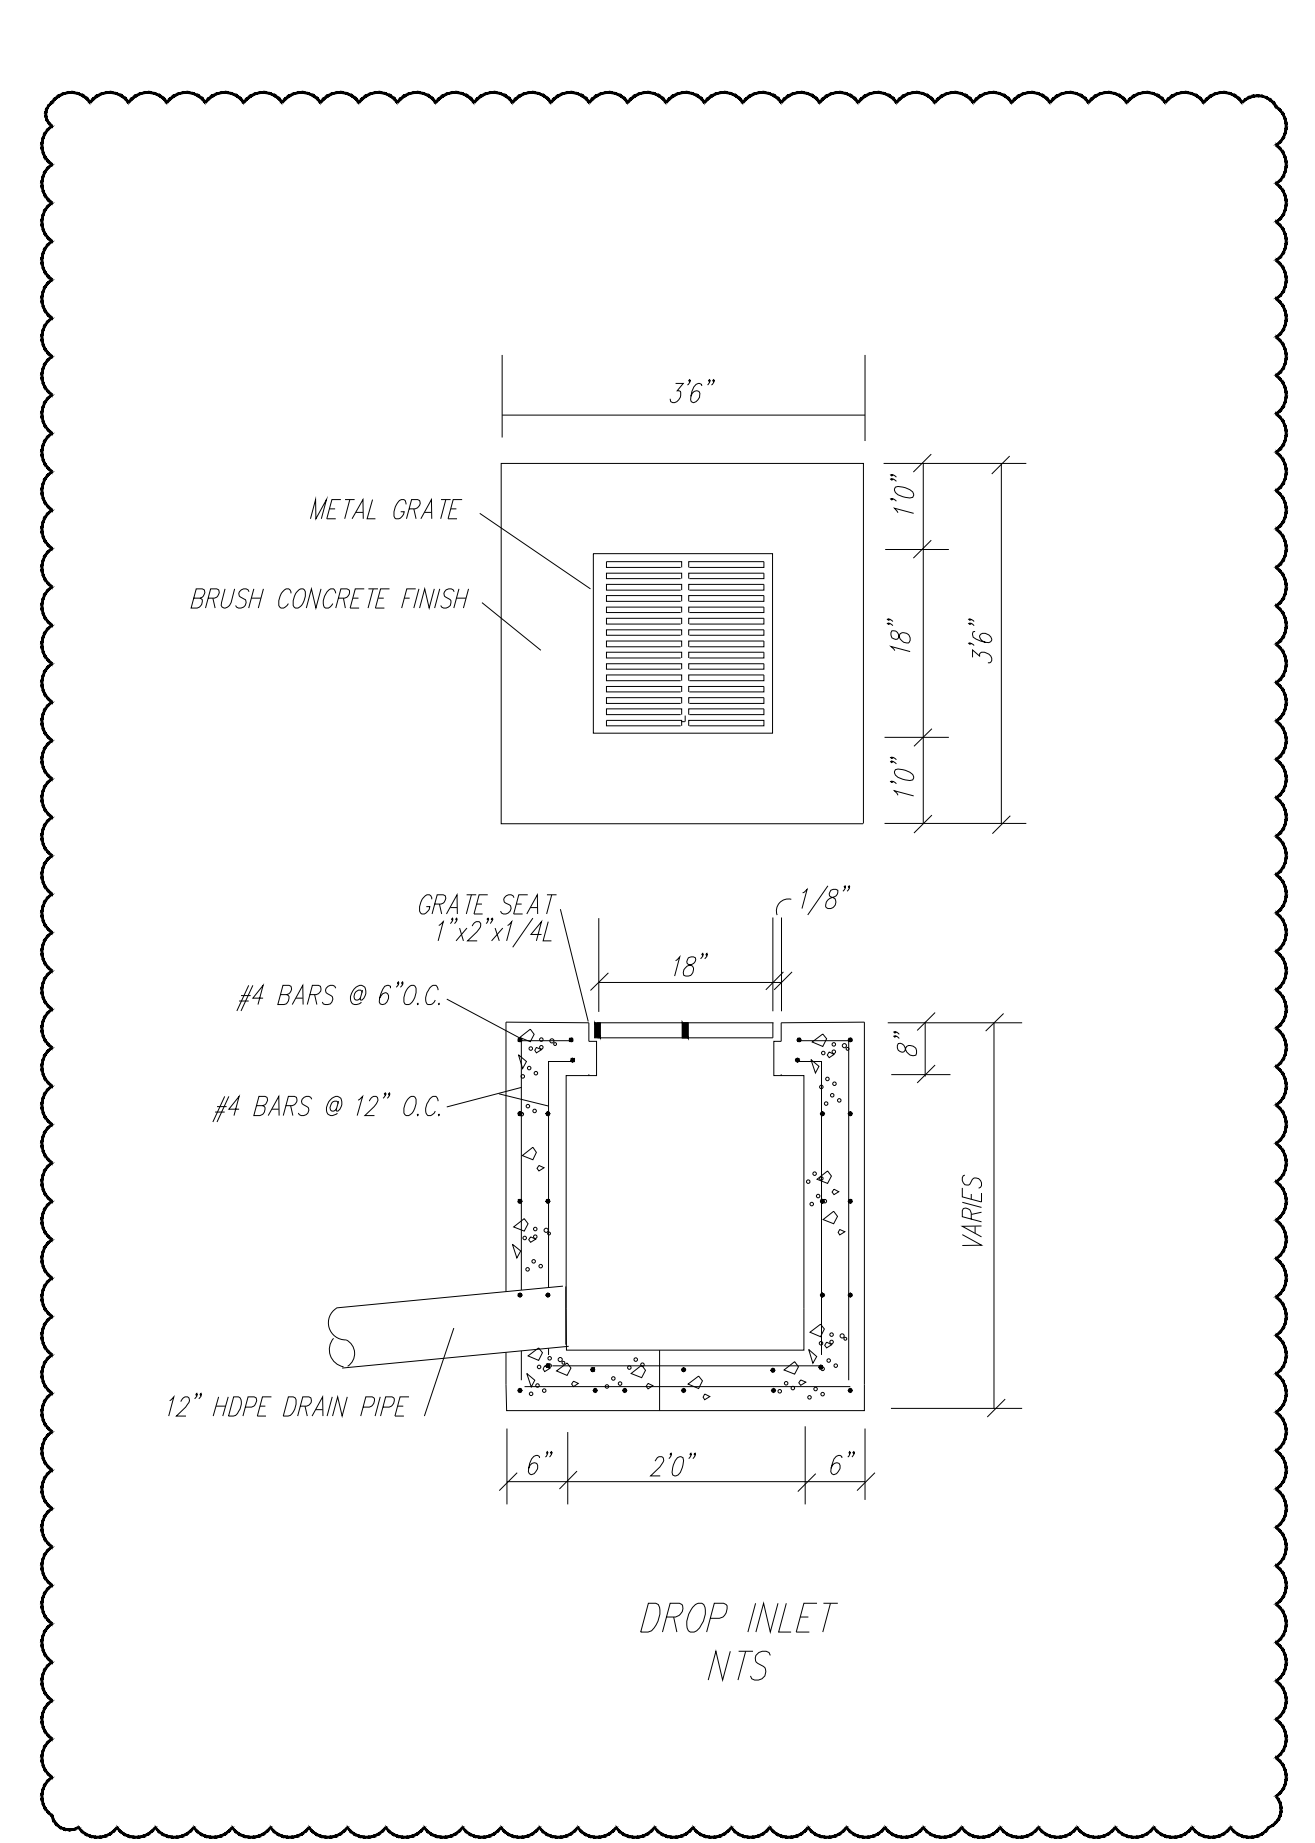 3'6"
METAL GRATE
BRUSH CONCRETE FINISH
1'0"
18"
3'6"
1'0"
GRATE SEAT
1"x2"x1/4L
1/8"
18"
#4 BARS @ 6"O.C.
8"
#4 BARS @ 12" O.C.
VARIES
12" HDPE DRAIN PIPE
6"
2'0"
6"
DROP INLET
NTS